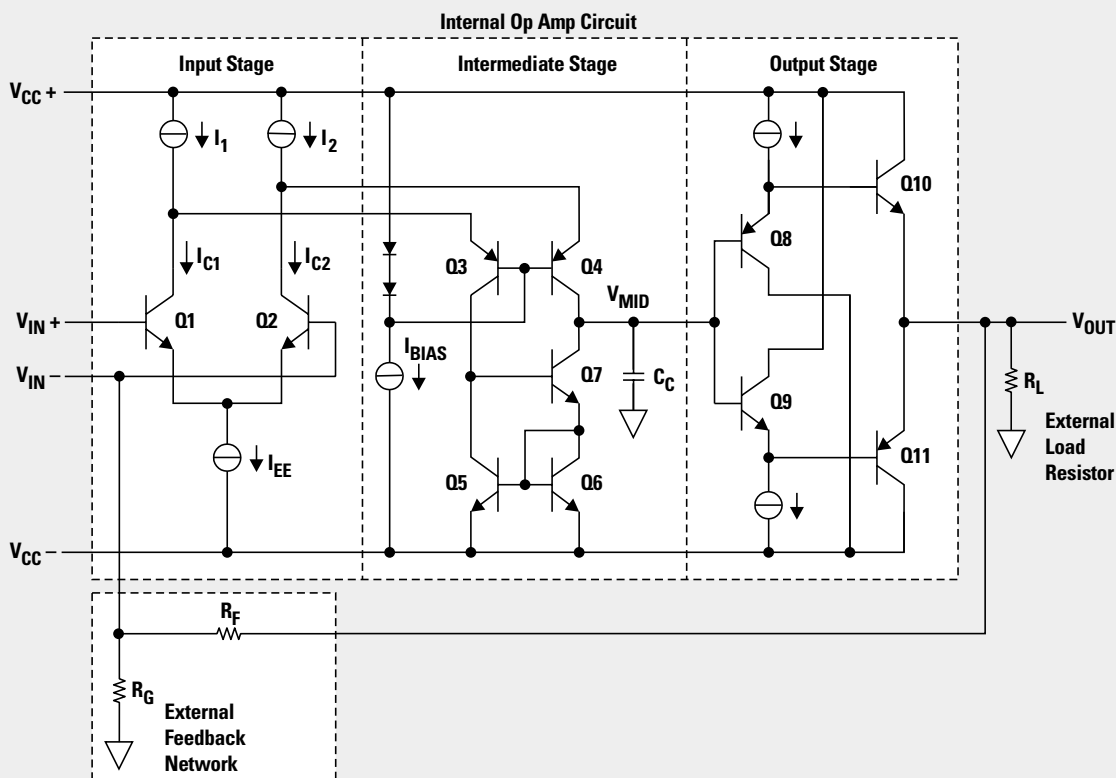 Internal Op Amp Circuit
Input Stage
Intermediate Stage
Output Stage
VCC +
I1
I2
Q10
IC1
IC2
Q3
Q4
Q8
VMID
VIN +
Q1
Q2
VOUT
VIN −
IBIAS
Q7
CC
Q9
RL
External
Load
Resistor
IEE
Q5
Q6
Q11
VCC −
RF
RG
External
Feedback
Network